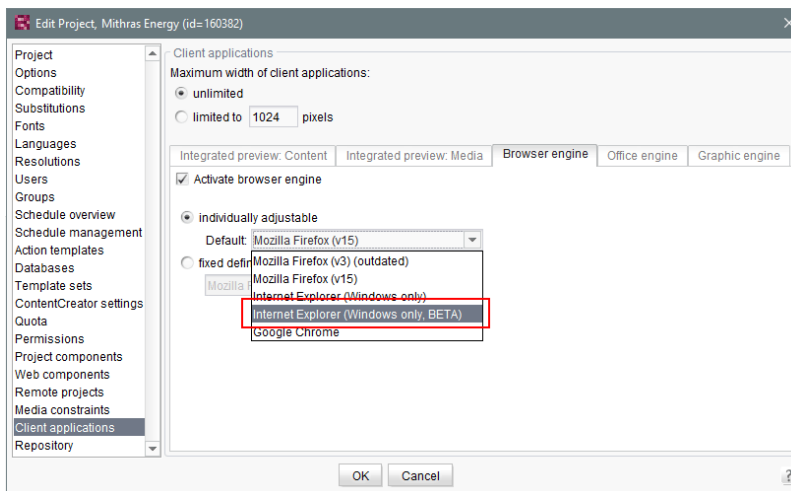 Edit Project, Mithras Energy (id=160382)
Project
Options
Compatibility
Substitutions
Fonts
Languages
Resolutions
Users
Groups
Schedule overview
Schedule management
Action templates
Databases
Template sets
ContentCreator settings
Quota
Permissions
Project components
Web components
Remote projects
Media constraints
Client applications
Repository
Client applications
Maximum width of client applications:
unlimited
limited to 1024 pixels
Integrated preview: Content Integrated preview: Media Browser engine Office engine Graphic engine
Activate browser engine
individually adjustable
Default: Mozilla Firefox (v15)
fixed defin
Mozilla F
Mozilla Firefox (v3) (outdated)
Mozilla Firefox (v15)
Internet Explorer (Windows only)
Internet Explorer (Windows only, BETA)
Google Chrome
OK Cancel
?